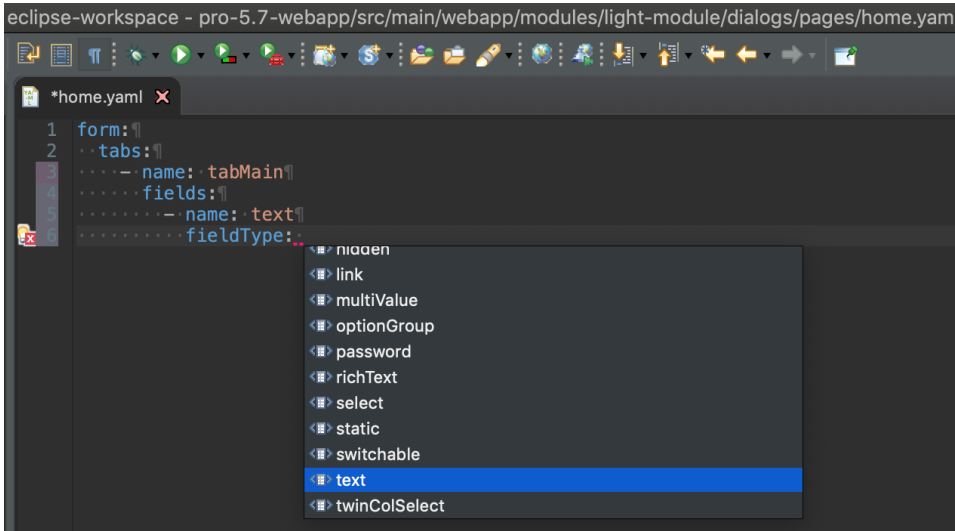 eclipse-workspace - pro-5.7-webapp/src/main/webapp/modules/light-module/dialogs/pages/home.yam
*home.yaml
1 form:¶
2 ··tabs:¶
3 ····- name:·tabMain¶
4 ······fields:¶
5 ········- name:·text¶
6 ··········fieldType:·
hidden
link
multiValue
optionGroup
password
richText
select
static
switchable
text
twinColSelect